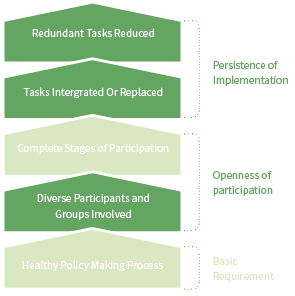 Redundant Tasks Reduced
Persistence of
Implementation
Tasks Intergrated Or Replaced
Complete Stages of Participation
Openness of
participation
Diverse Participants and
Groups Involved
Healthy Policy Making Process
Basic
Requirement